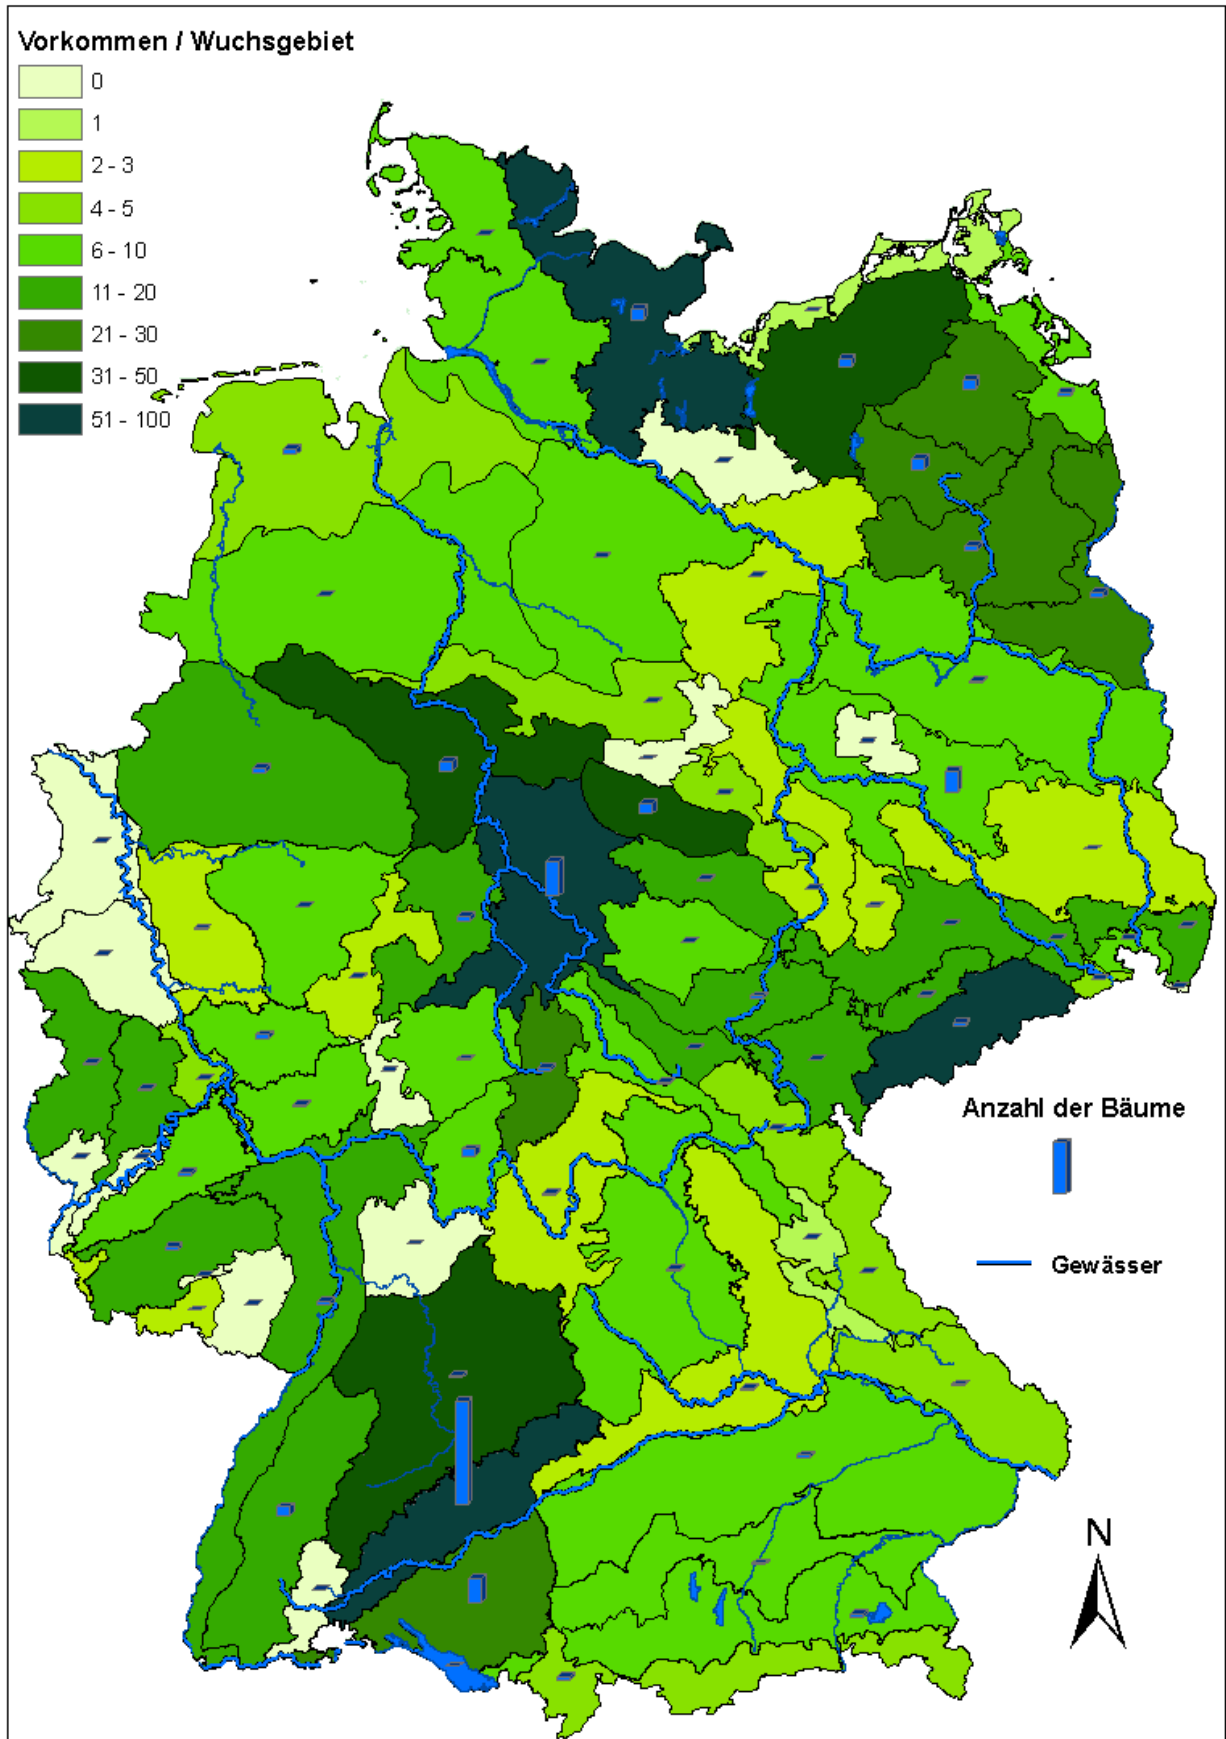 Vorkommen / Wuchsgebiet
0
1
2 - 3
4 - 5
6 - 10
11 - 20
21 - 30
31 - 50
51 - 100
Anzahl der Bäume
Gewässer
N